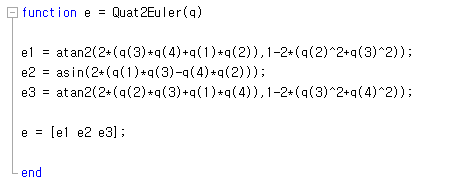 function e = Quat2Euler(q)
e1 = atan2(2*(q(3)*q(4)+q(1)*q(2)),1-2*(q(2)^2+q(3)^2));
e2 = asin(2*(q(1)*q(3)-q(4)*q(2)));
e3 = atan2(2*(q(2)*q(3)+q(1)*q(4)),1-2*(q(3)^2+q(4)^2));
e = [e1 e2 e3];
end